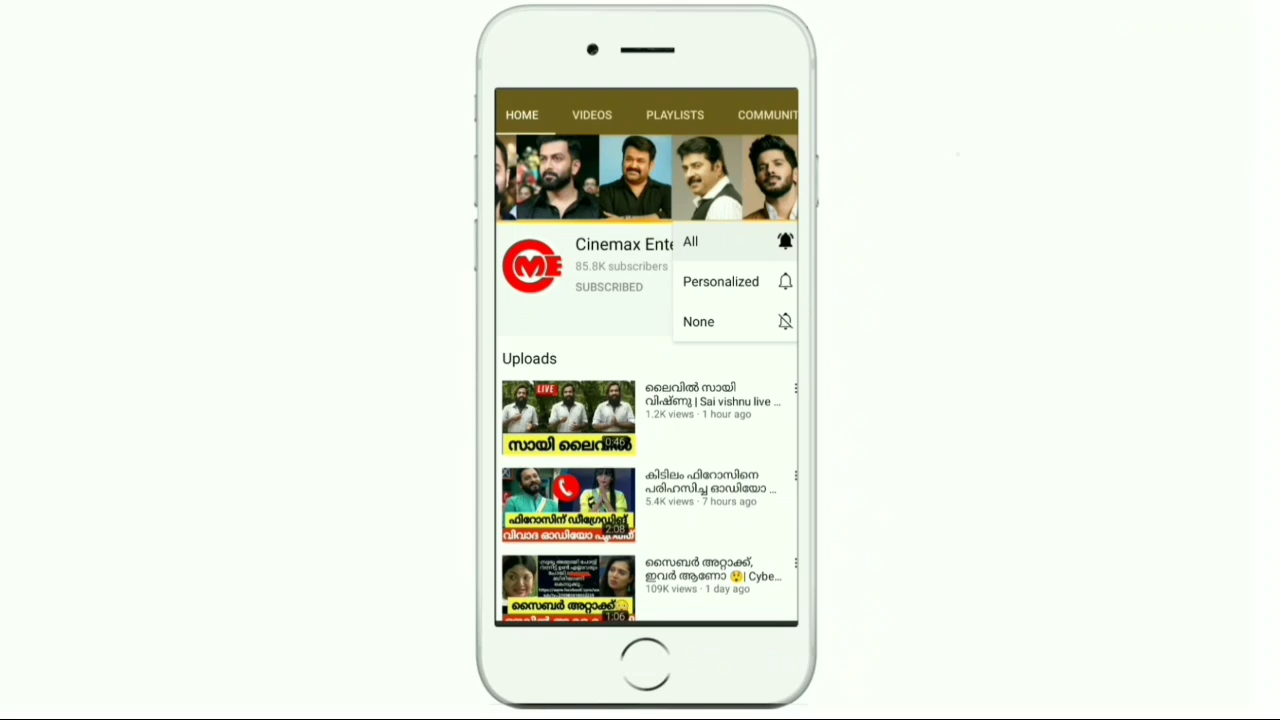 HOME VIDEOS PLAYLISTS COMMUNIT
Cinemax Ente
85.8K subscribers
SUBSCRIBED
All
Personalized
None
CME
Uploads
LIVE
സായി ലൈവിൽ
0:46
ലൈവിൽ സായി
വിഷ്ണു | Sai vishnu live ...
1.2K views · 1 hour ago
ഫിറോസിന് ഡീഗ്രേഡിങ്
2:08
വിവാദ ഓഡിയോ
കിടിലം ഫിറോസിനെ
പരിഹസിച്ച ഓഡിയോ ...
5.4K views · 7 hours ago
സൈബർ അറ്റാക്ക്
1:06
സൈബർ അറ്റാക്ക്,
ഇവർ ആണോ 😲| Cybe...
109K views · 1 day ago